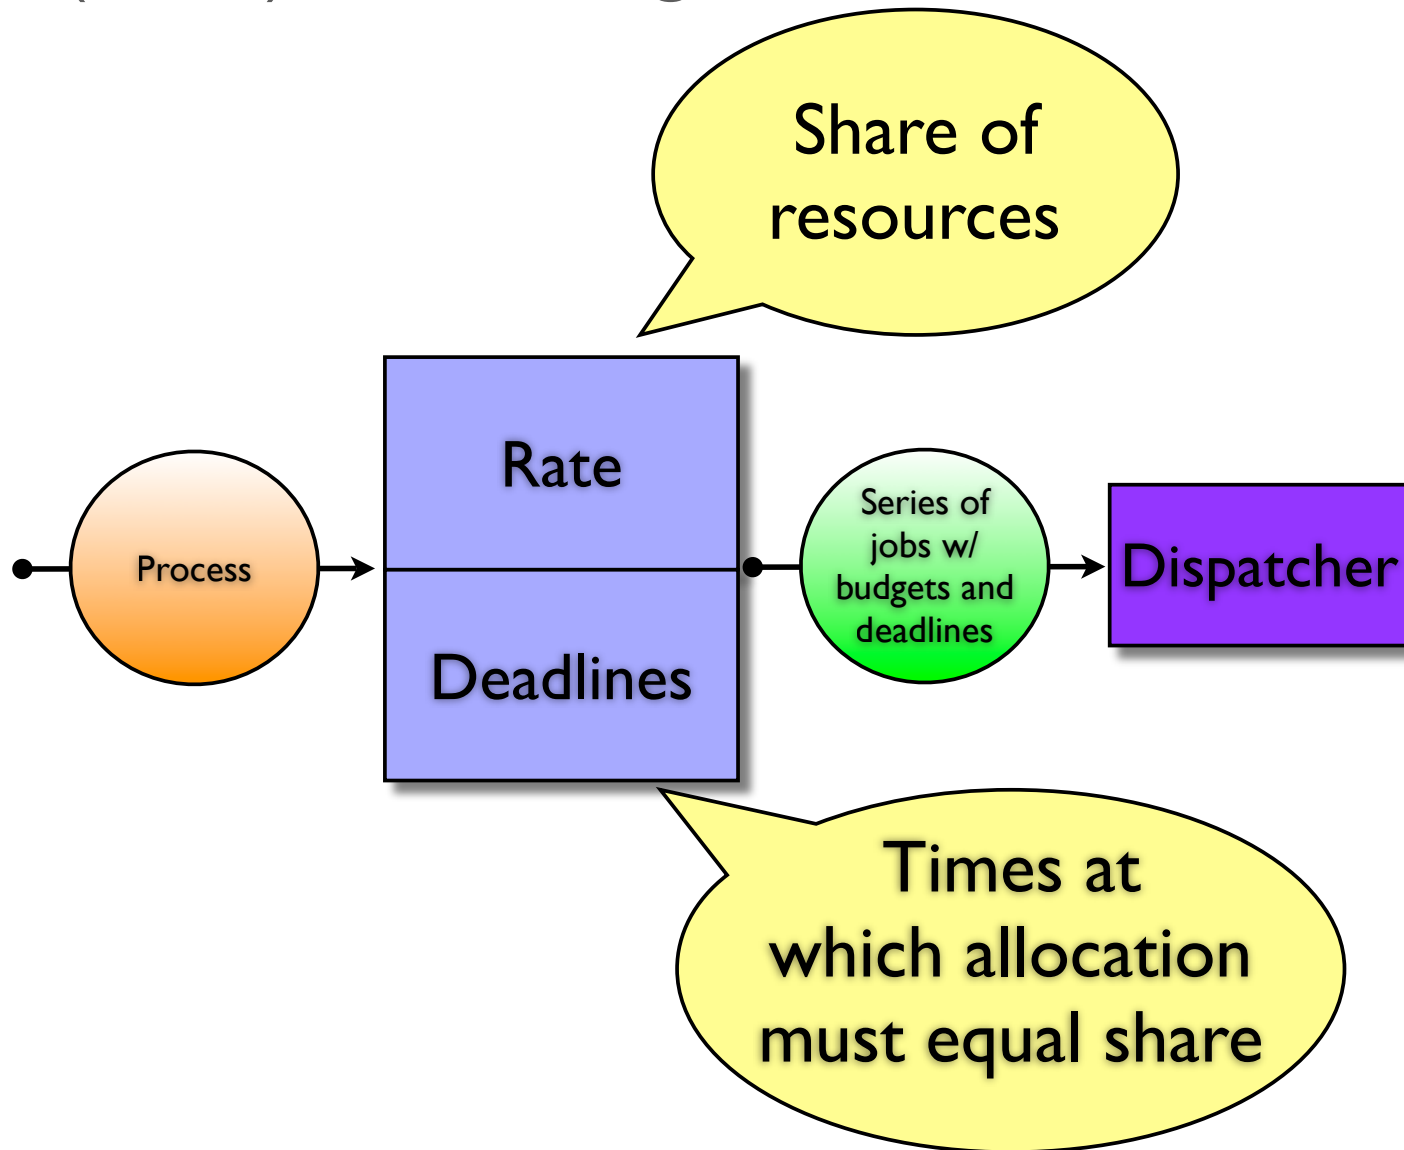 Share of
resources
Rate
Process
Series of
jobs w/
budgets and
deadlines
Dispatcher
Deadlines
Times at
which allocation
must equal share